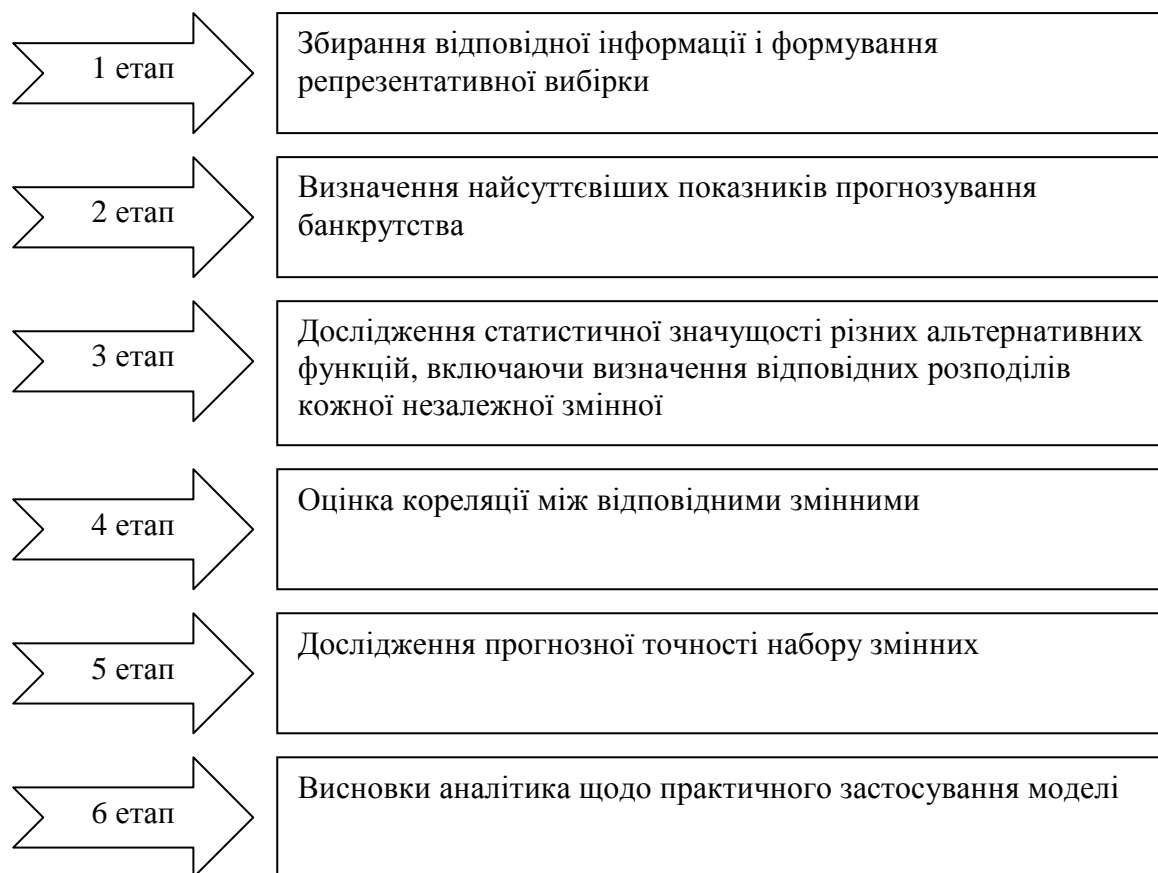 1 етап
Збирання відповідної інформації і формування
репрезентативної вибірки
2 етап
Визначення найсуттєвіших показників прогнозування
банкрутства
3 етап
Дослідження статистичної значущості різних альтернативних
функцій, включаючи визначення відповідних розподілів
кожної незалежної змінної
4 етап
Оцінка кореляції між відповідними змінними
5 етап
Дослідження прогнозної точності набору змінних
6 етап
Висновки аналітика щодо практичного застосування моделі